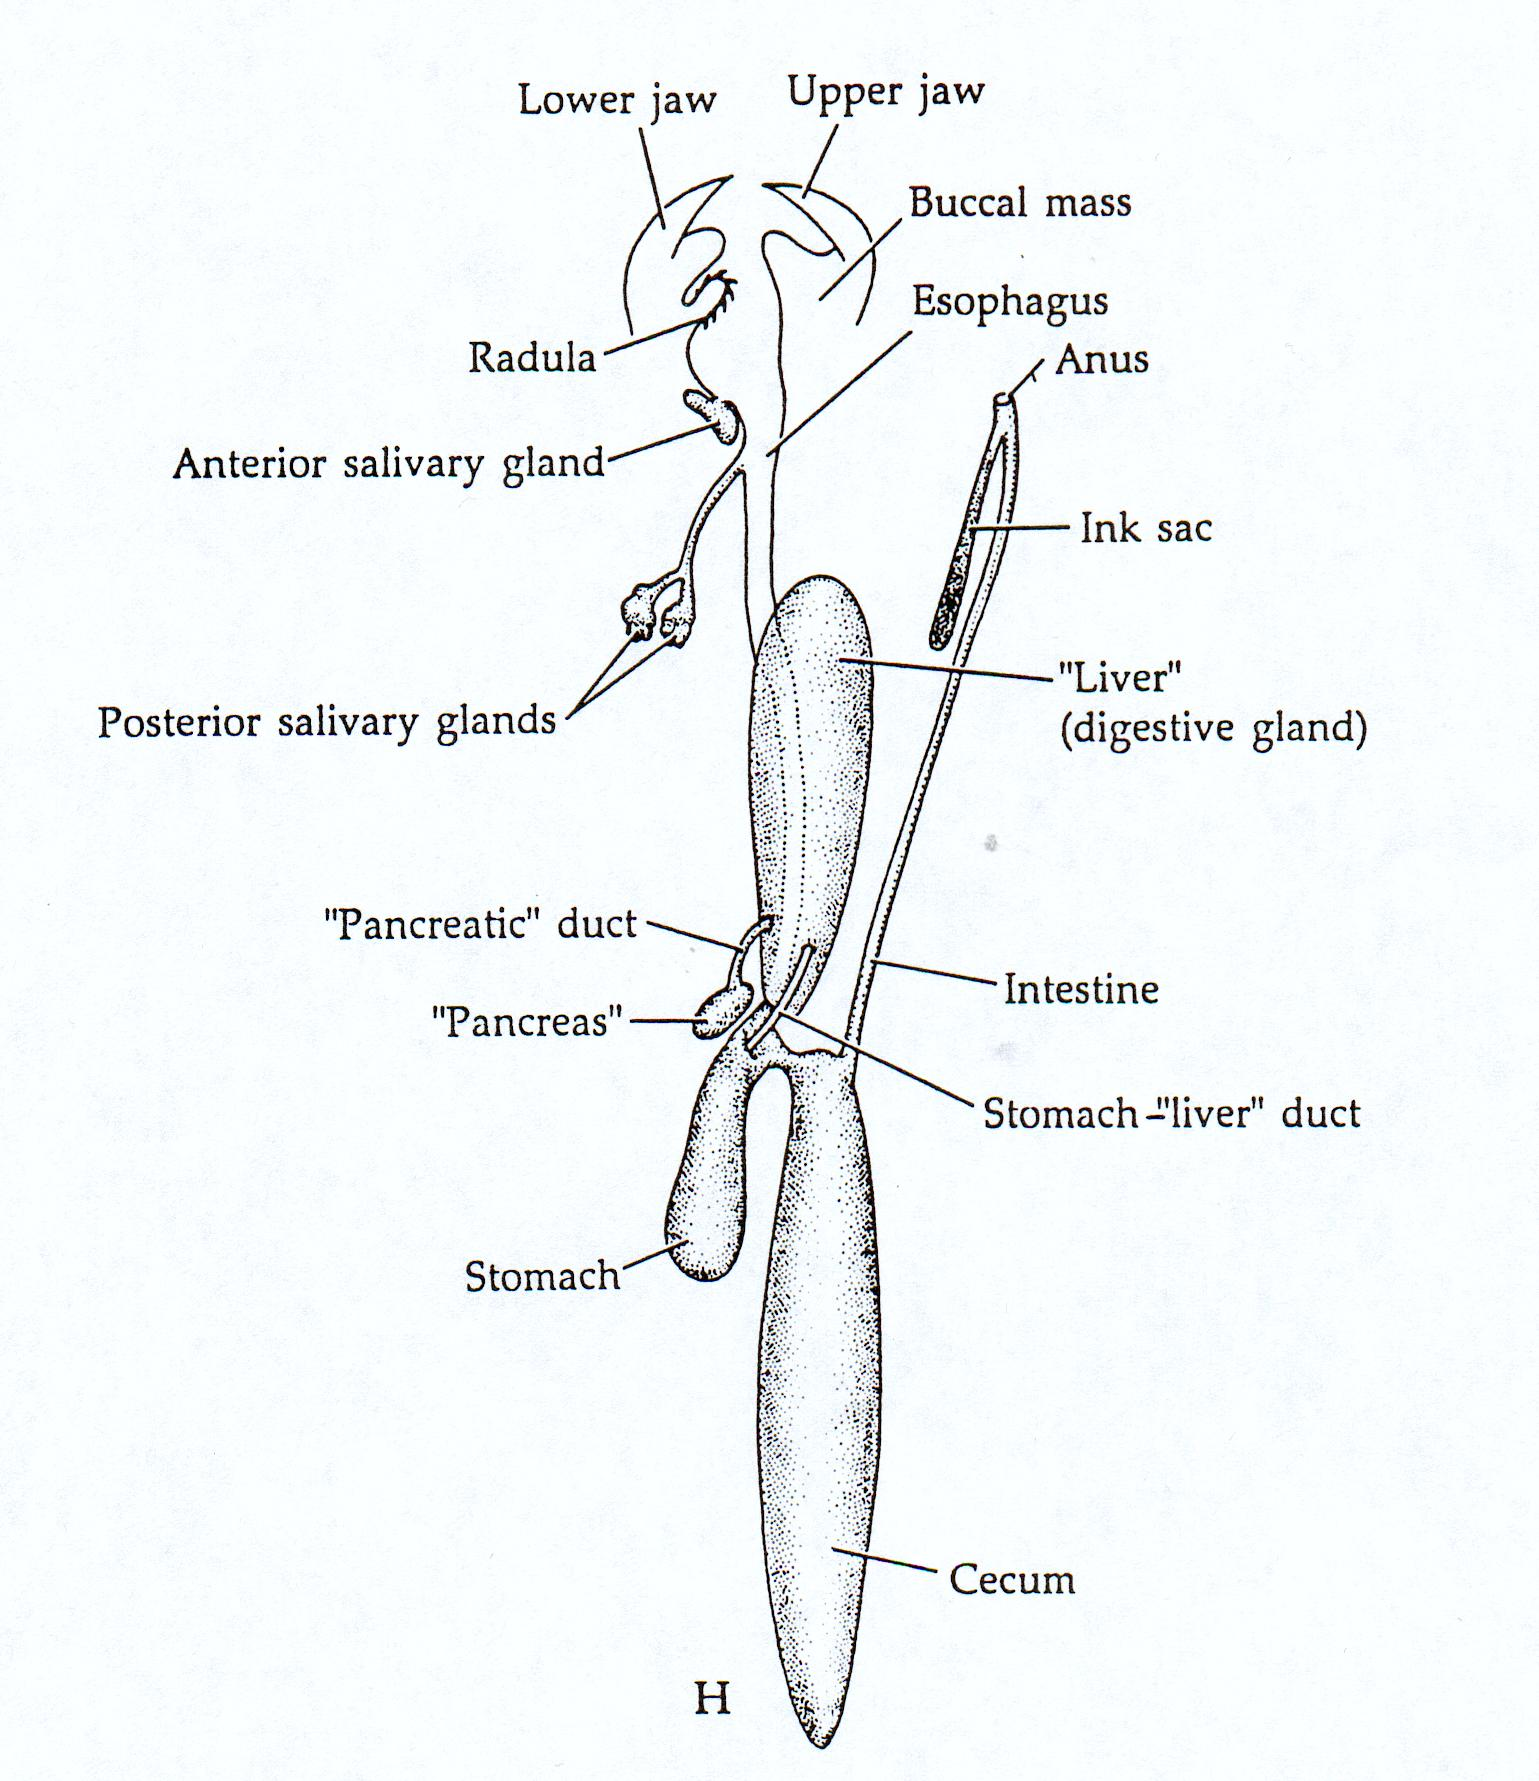 Lower jaw
Upper jaw
Buccal mass
Esophagus
Radula
Anus
Anterior salivary gland
Ink sac
"Liver"
(digestive gland)
Posterior salivary glands
"Pancreatic" duct
Intestine
"Pancreas"
Stomach-"liver" duct
Stomach
Cecum
H